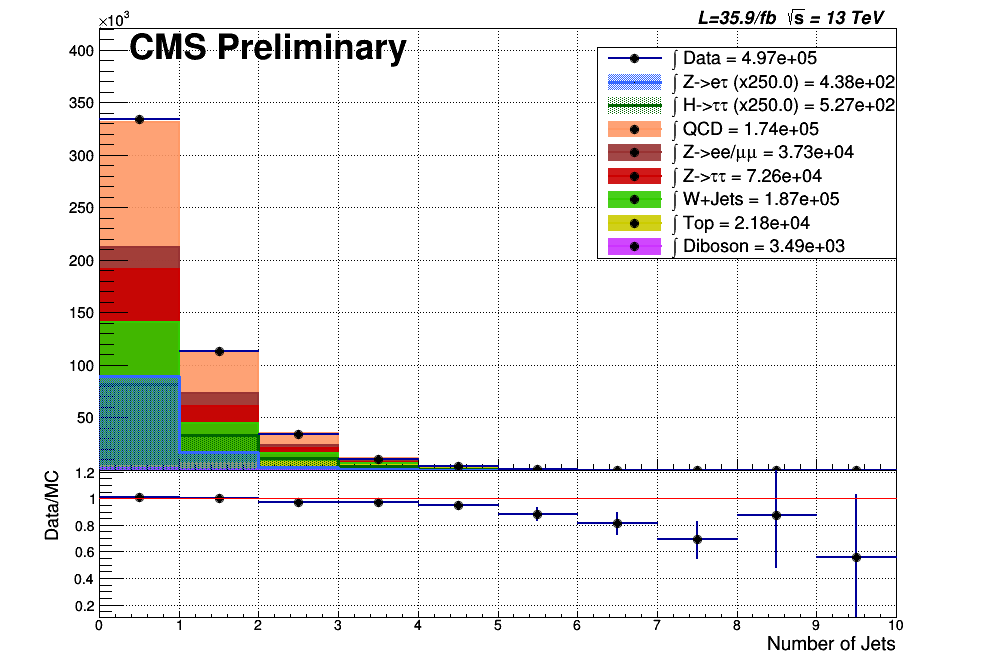 ×10³
L=35.9/fb √s = 13 TeV
CMS Preliminary
400
350
300
250
200
150
100
50
∫ Data = 4.97e+05
∫ Z->eτ (x250.0) = 4.38e+02
∫ H->ττ (x250.0) = 5.27e+02
∫ QCD = 1.74e+05
∫ Z->ee/μμ = 3.73e+04
∫ Z->ττ = 7.26e+04
∫ W+Jets = 1.87e+05
∫ Top = 2.18e+04
∫ Diboson = 3.49e+03
Data/MC
1.2
1
0.8
0.6
0.4
0.2
0 1 2 3 4 5 6 7 8 9 10
Number of Jets